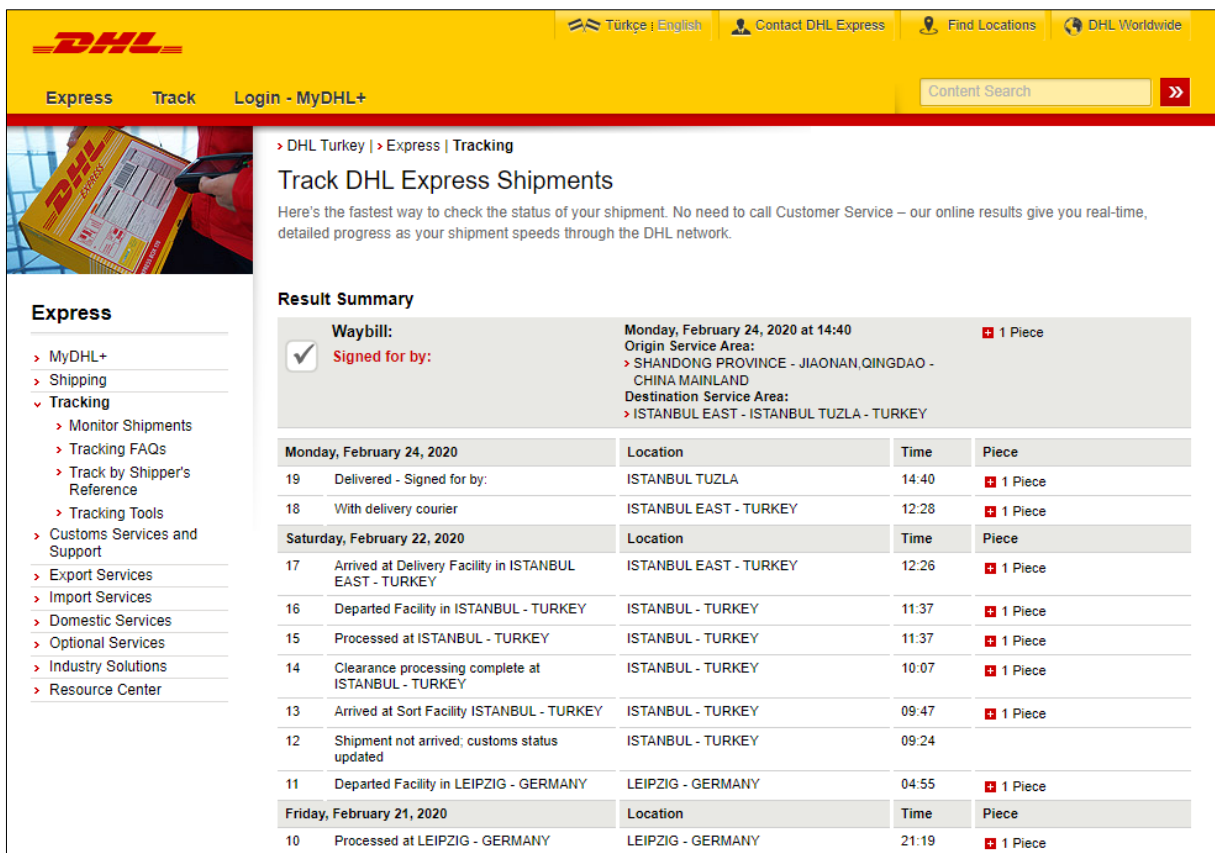 Türkçe | English
Contact DHL Express
Find Locations
DHL Worldwide
DHL
Express
Track
Login - MyDHL+
Content Search
DHL
EXPRESS
› DHL Turkey | › Express | Tracking
Track DHL Express Shipments
Here's the fastest way to check the status of your shipment. No need to call Customer Service – our online results give you real-time,
detailed progress as your shipment speeds through the DHL network.
Express
› MyDHL+
› Shipping
Tracking
› Monitor Shipments
› Tracking FAQs
› Track by Shipper's
Reference
› Tracking Tools
› Customs Services and
Support
› Export Services
› Import Services
› Domestic Services
› Optional Services
› Industry Solutions
› Resource Center
Result Summary
Waybill:
Signed for by:
Monday, February 24, 2020 at 14:40
Origin Service Area:
› SHANDONG PROVINCE - JIAONAN,QINGDAO -
CHINA MAINLAND
Destination Service Area:
› ISTANBUL EAST - ISTANBUL TUZLA - TURKEY
1 Piece
Monday, February 24, 2020 Location Time Piece
19 Delivered - Signed for by: ISTANBUL TUZLA 14:40 1 Piece
18 With delivery courier ISTANBUL EAST - TURKEY 12:28 1 Piece
Saturday, February 22, 2020 Location Time Piece
17 Arrived at Delivery Facility in ISTANBUL ISTANBUL EAST - TURKEY 12:26 1 Piece
EAST - TURKEY
16 Departed Facility in ISTANBUL - TURKEY ISTANBUL - TURKEY 11:37 1 Piece
15 Processed at ISTANBUL - TURKEY ISTANBUL - TURKEY 11:37 1 Piece
14 Clearance processing complete at ISTANBUL - TURKEY 10:07 1 Piece
ISTANBUL - TURKEY
13 Arrived at Sort Facility ISTANBUL - TURKEY ISTANBUL - TURKEY 09:47 1 Piece
12 Shipment not arrived; customs status ISTANBUL - TURKEY 09:24
updated
11 Departed Facility in LEIPZIG - GERMANY LEIPZIG - GERMANY 04:55 1 Piece
Friday, February 21, 2020 Location Time Piece
10 Processed at LEIPZIG - GERMANY LEIPZIG - GERMANY 21:19 1 Piece